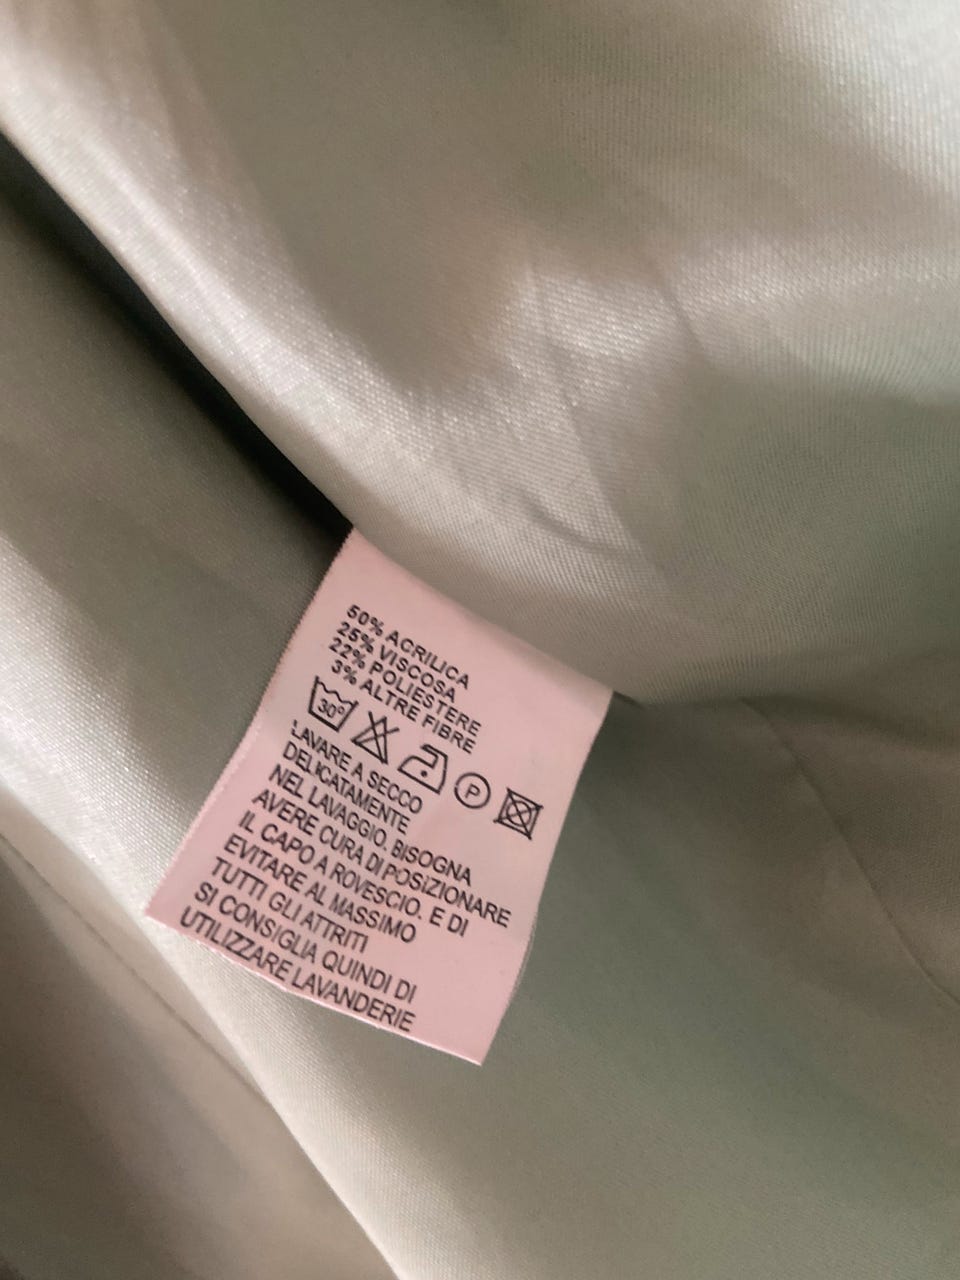 50% ACRILICA
25% VISCOSA
22% POLIESTERE
3% ALTRE FIBRE
30° P
LAVARE A SECCO
DELICATAMENTE
NEL LAVAGGIO. BISOGNA
AVERE CURA DI POSIZIONARE
IL CAPO A ROVESCIO. E DI
EVITARE AL MASSIMO
TUTTI GLI ATTRITI
SI CONSIGLIA QUINDI DI
UTILIZZARE LAVANDERIE